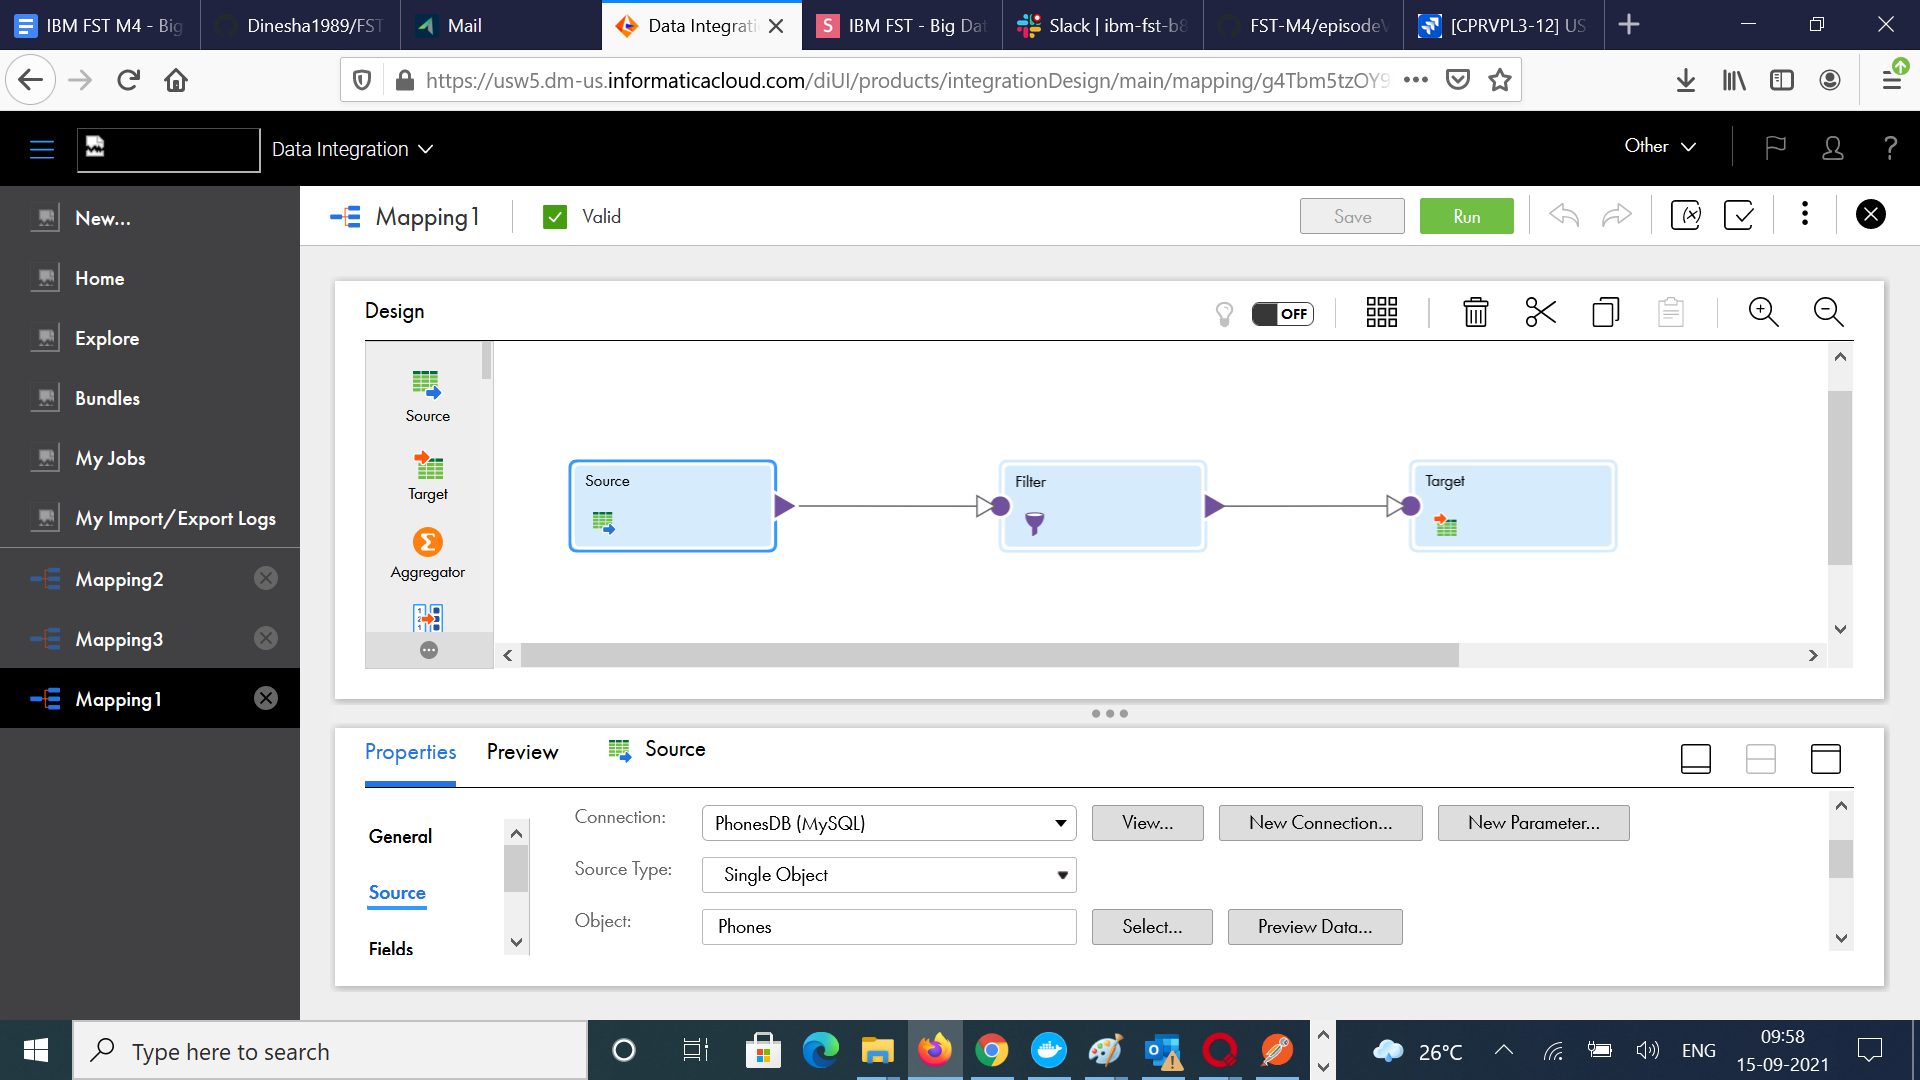 IBM FST M4 - Big
Dinesha1989/FST
Mail
Data Integrati
IBM FST - Big Dat
Slack | ibm-fst-b8
FST-M4/episodeV
[CPRVPL3-12] US
https://usw5.dm-us.informaticacloud.com/diUI/products/integrationDesign/main/mapping/g4Tbm5tzOY9
Data Integration
Other
?
New...
Home
Explore
Bundles
My Jobs
My Import/Export Logs
Mapping2
Mapping3
Mapping1
Mapping1
Valid
Save
Run
Design
OFF
Source
Target
Aggregator
Source
Filter
Target
Properties
Preview
Source
General
Source
Fields
Connection:
PhonesDB (MySQL)
View...
New Connection...
New Parameter...
Source Type:
Single Object
Object:
Phones
Select...
Preview Data...
Type here to search
26°C
ENG
09:58
15-09-2021